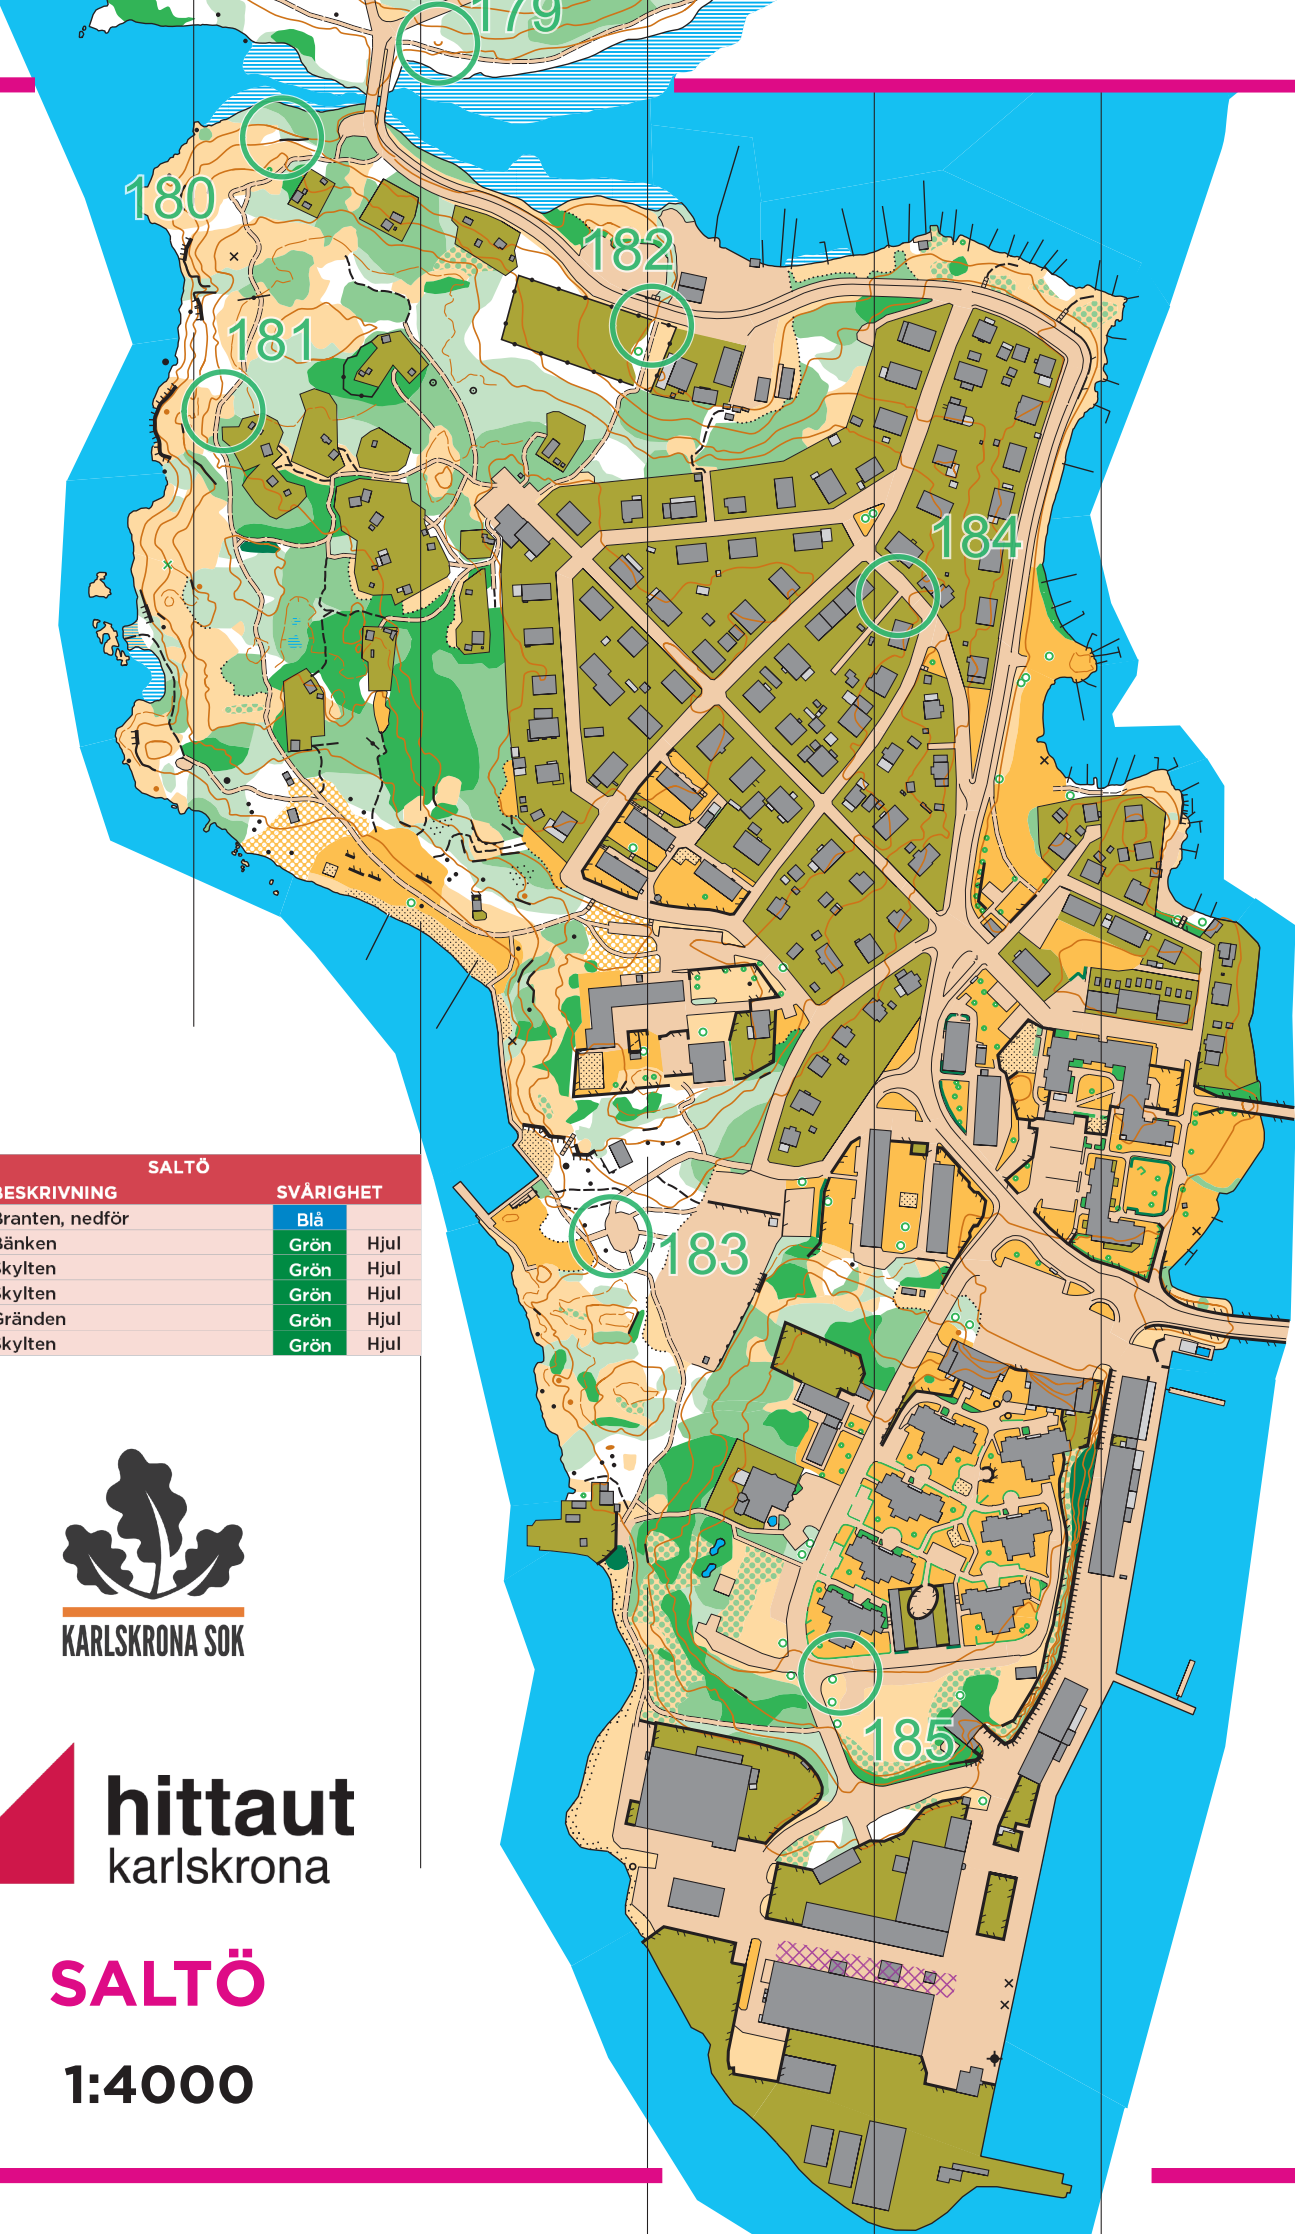 179
180
182
181
184
SALTÖ
BESKRIVNING SVÅRIGHET
Branten, nedför Blå
Bänken Grön Hjul
Skylten Grön Hjul
Skylten Grön Hjul
Gränden Grön Hjul
Skylten Grön Hjul
183
KARLSKRONA SOK
185
hittaut
karlskrona
SALTÖ
1:4000